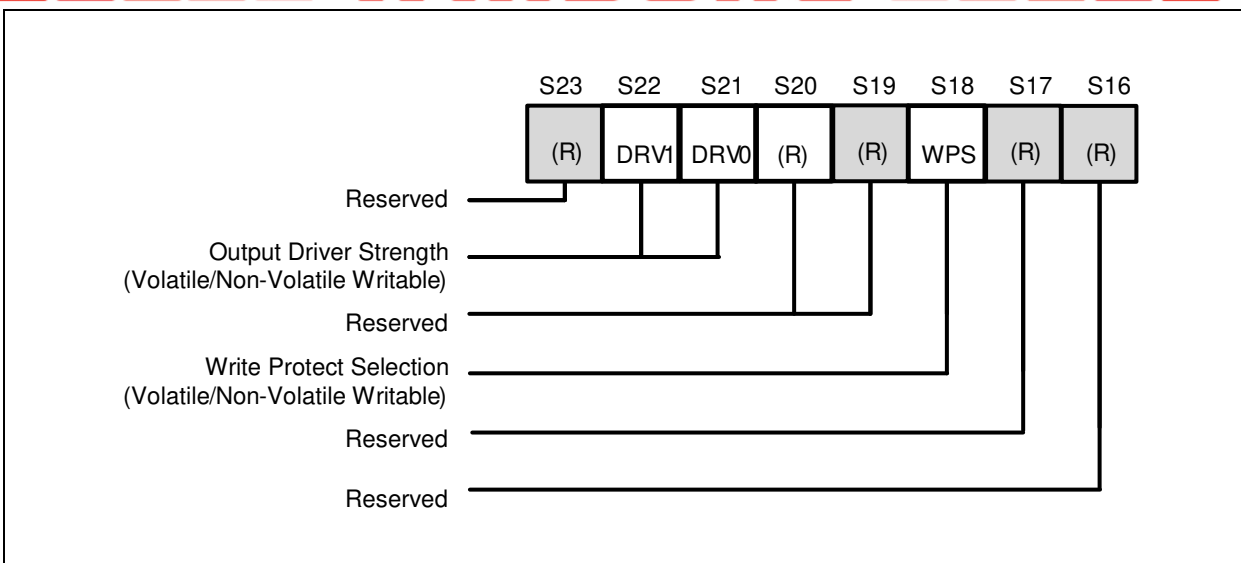 S23 S22 S21 S20 S19 S18 S17 S16
(R) DRV1 DRV0 (R) (R) WPS (R) (R)
Reserved
Output Driver Strength
(Volatile/Non-Volatile Writable)
Reserved
Write Protect Selection
(Volatile/Non-Volatile Writable)
Reserved
Reserved